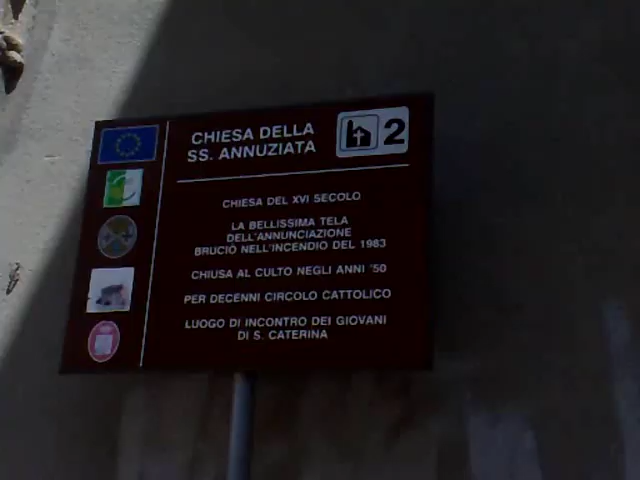 CHIESA DELLA
SS. ANNUZIATA
2
CHIESA DEL XVI SECOLO
LA BELLISSIMA TELA
DELL'ANNUNCIAZIONE
BRUCIÒ NELL'INCENDIO DEL 1983
CHIUSA AL CULTO NEGLI ANNI '50
PER DECENNI CIRCOLO CATTOLICO
LUOGO DI INCONTRO DEI GIOVANI
DI S. CATERINA